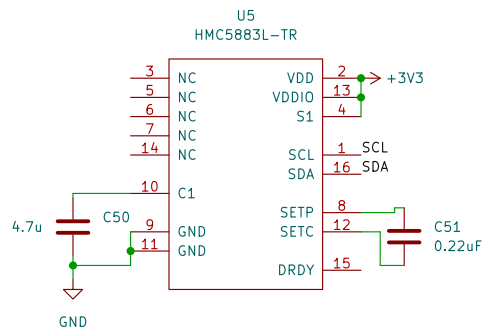 U5
HMC5883L-TR
3 NC VDD 2 +3V3
5 NC VDDIO 13
6 NC S1 4
7 NC
14 NC SCL 1 SCL
SDA 16 SDA
10 C1
4.7u C50 SETP 8
9 GND SETC 12 C51
11 GND 0.22uF
DRDY 15
GND